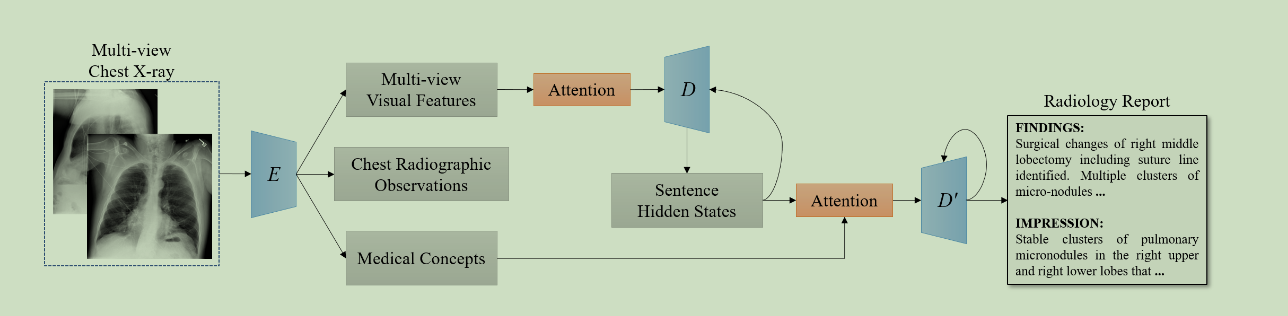 Multi-view
Chest X-ray
E
Multi-view
Visual Features
Chest Radiographic
Observations
Medical Concepts
Attention
D
Sentence
Hidden States
Attention
D'
Radiology Report
FINDINGS:
Surgical changes of right middle
lobectomy including suture line
identified. Multiple clusters of
micro-nodules ...
IMPRESSION:
Stable clusters of pulmonary
micronodules in the right upper
and right lower lobes that ...